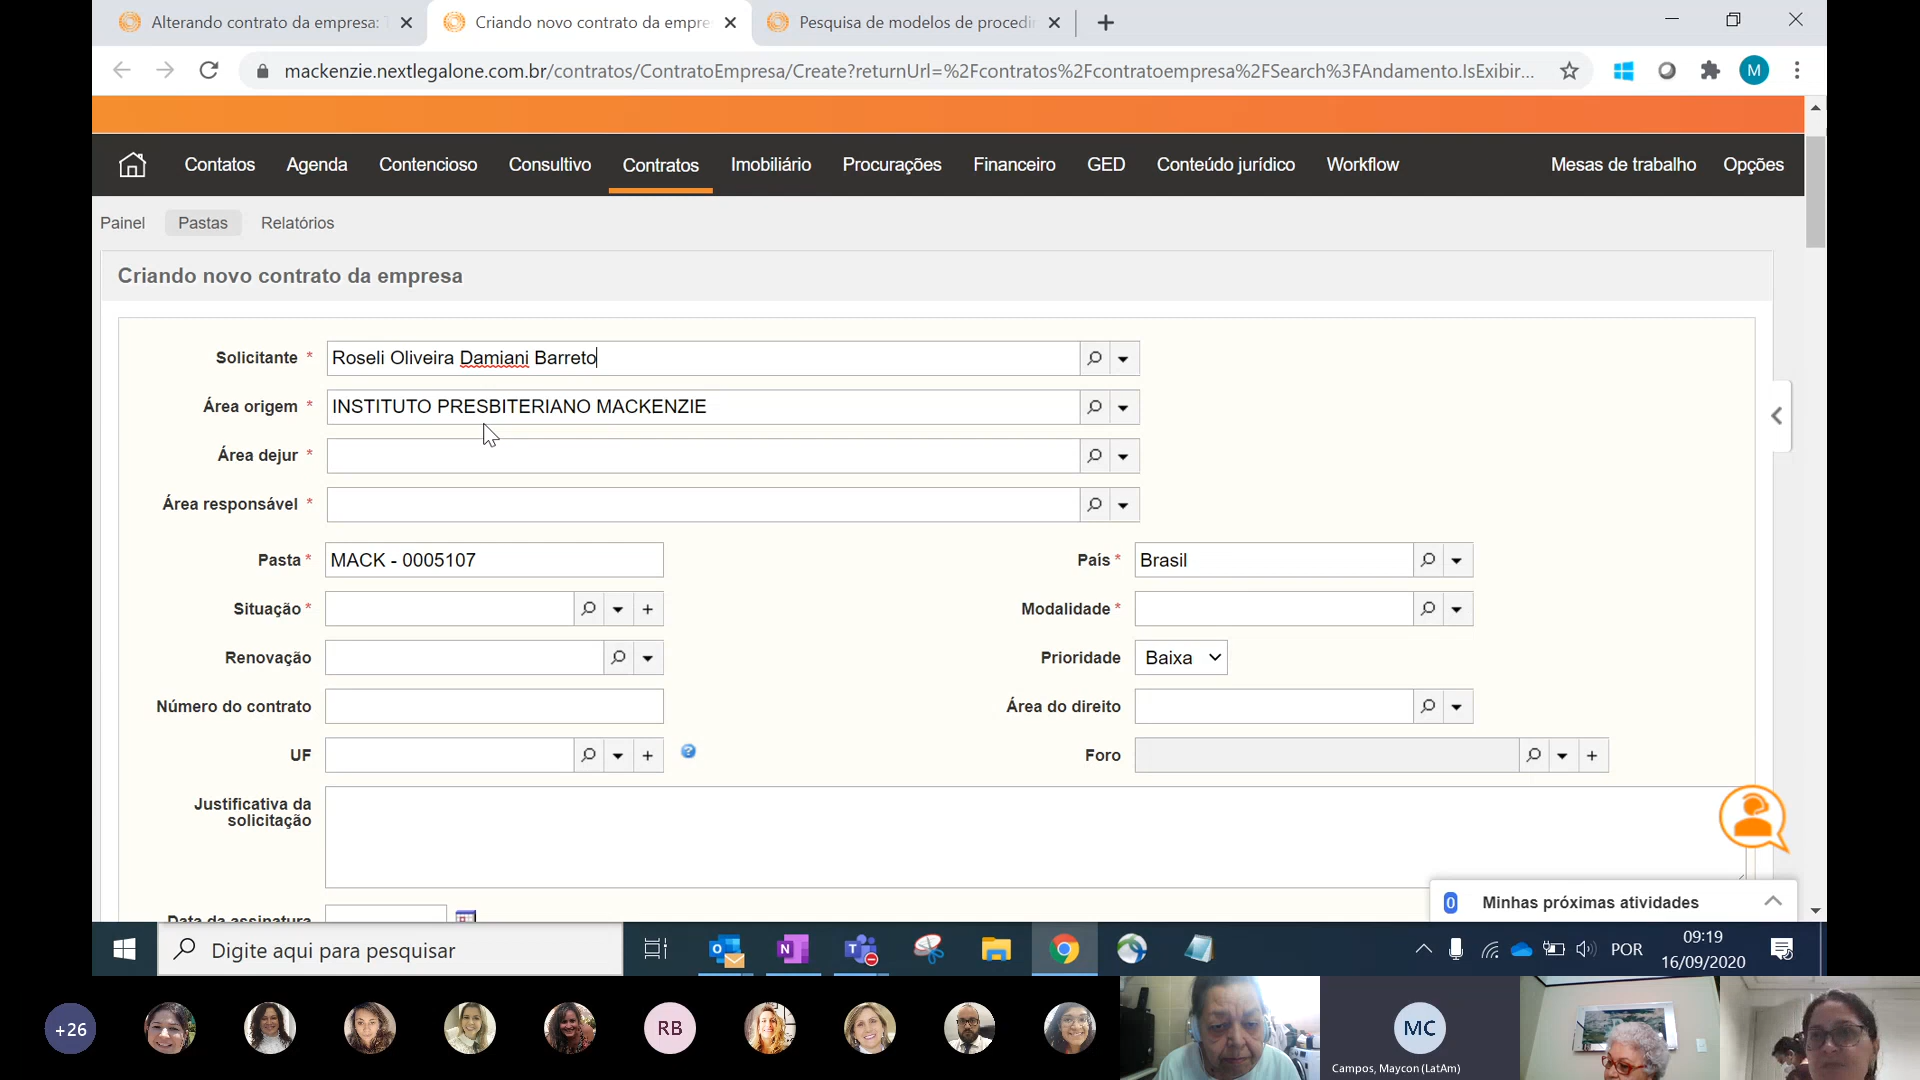 Alterando contrato da empresa:
Criando novo contrato da empre
Pesquisa de modelos de procedi
mackenzie.nextlegalone.com.br/contratos/ContratoEmpresa/Create?returnUrl=%2Fcontratos%2Fcontratoempresa%2FSearch%3FAndamento.IsExibir...
M
Contatos Agenda Contencioso Consultivo Contratos Imobiliário Procurações Financeiro GED Conteúdo jurídico Workflow Mesas de trabalho Opções
Painel Pastas Relatórios
Criando novo contrato da empresa
Solicitante * Roseli Oliveira Damiani Barreto
Área origem * INSTITUTO PRESBITERIANO MACKENZIE
Área dejur *
Área responsável *
Pasta * MACK - 0005107 País * Brasil
Situação * Modalidade *
Renovação Prioridade Baixa
Número do contrato Área do direito
UF Foro
Justificativa da
solicitação
Data da assinatura
0 Minhas próximas atividades
Digite aqui para pesquisar
POR
09:19
16/09/2020
+26
RB
MC
Campos, Maycon (LatAm)